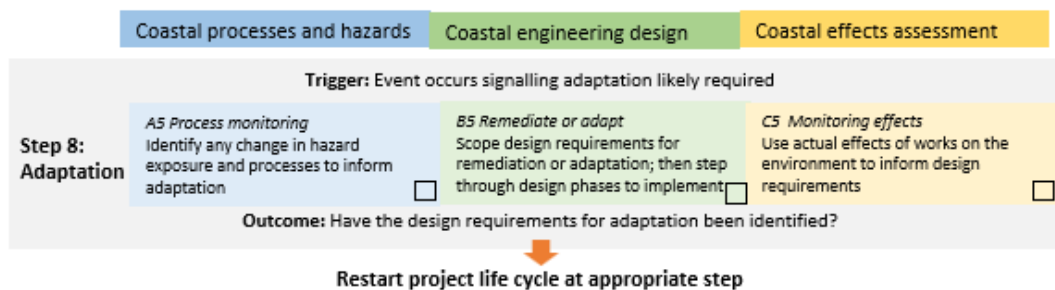 Coastal processes and hazards
Coastal engineering design
Coastal effects assessment
Trigger: Event occurs signalling adaptation likely required
Step 8:
Adaptation
A5 Process monitoring
Identify any change in hazard
exposure and processes to inform
adaptation
B5 Remediate or adapt
Scope design requirements for
remediation or adaptation; then step
through design phases to implement
C5 Monitoring effects
Use actual effects of works on the
environment to inform design
requirements
Outcome: Have the design requirements for adaptation been identified?
Restart project life cycle at appropriate step